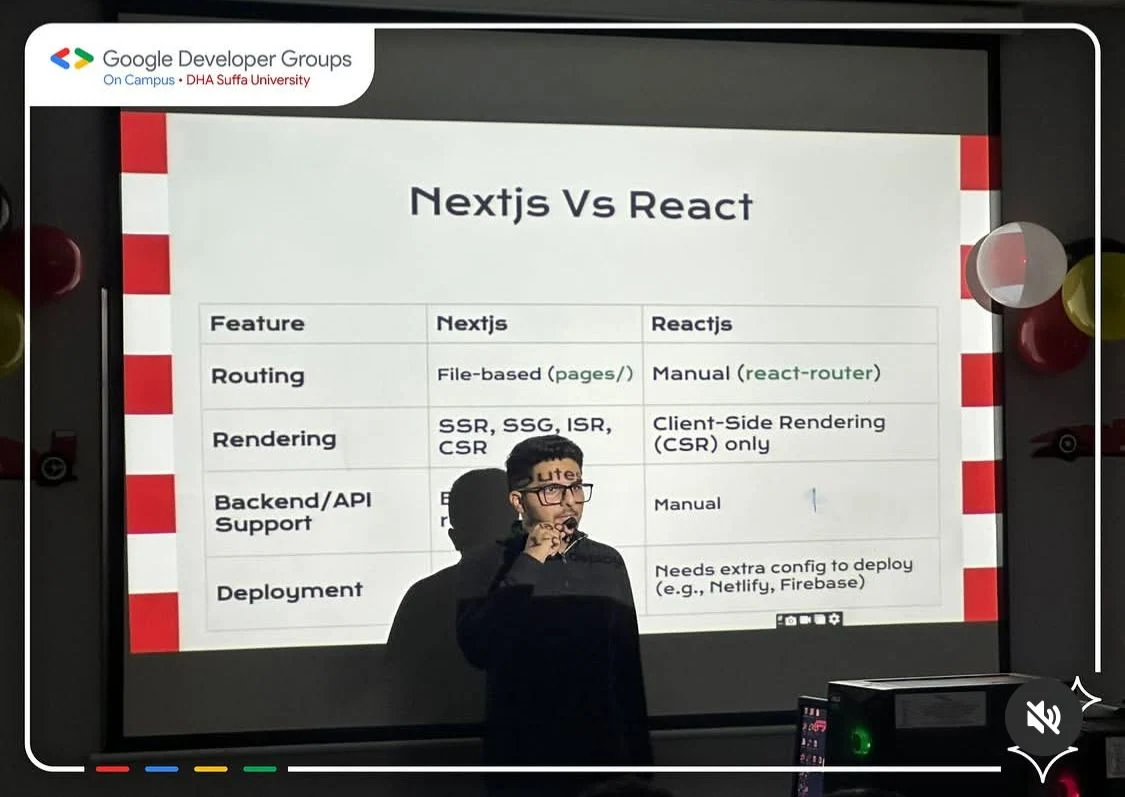 Google Developer Groups
On Campus • DHA Suffa University
Nextjs Vs React
Feature
Nextjs
Reactjs
Routing
File-based (pages/)
Manual (react-router)
Rendering
SSR, SSG, ISR,
CSR
Client-Side Rendering
(CSR) only
Backend/API
Support
Manual
Deployment
Needs extra config to deploy
(e.g., Netlify, Firebase)